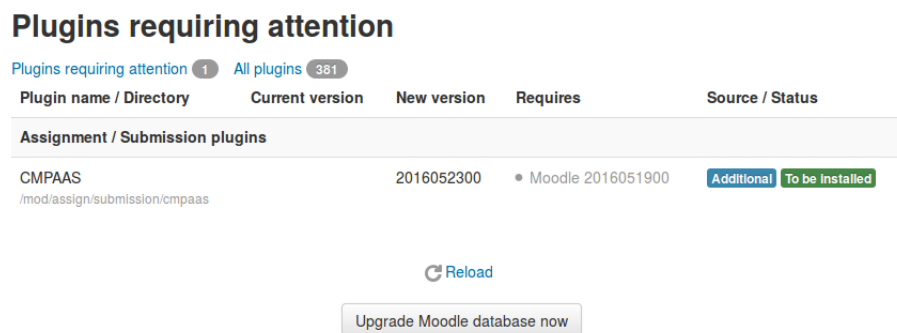 Plugins requiring attention
Plugins requiring attention 1 All plugins 381
Plugin name / Directory Current version New version Requires Source / Status
Assignment / Submission plugins
CMPAAS 2016052300 Moodle 2016051900 Additional To be installed
/mod/assign/submission/cmpaas
Reload
Upgrade Moodle database now